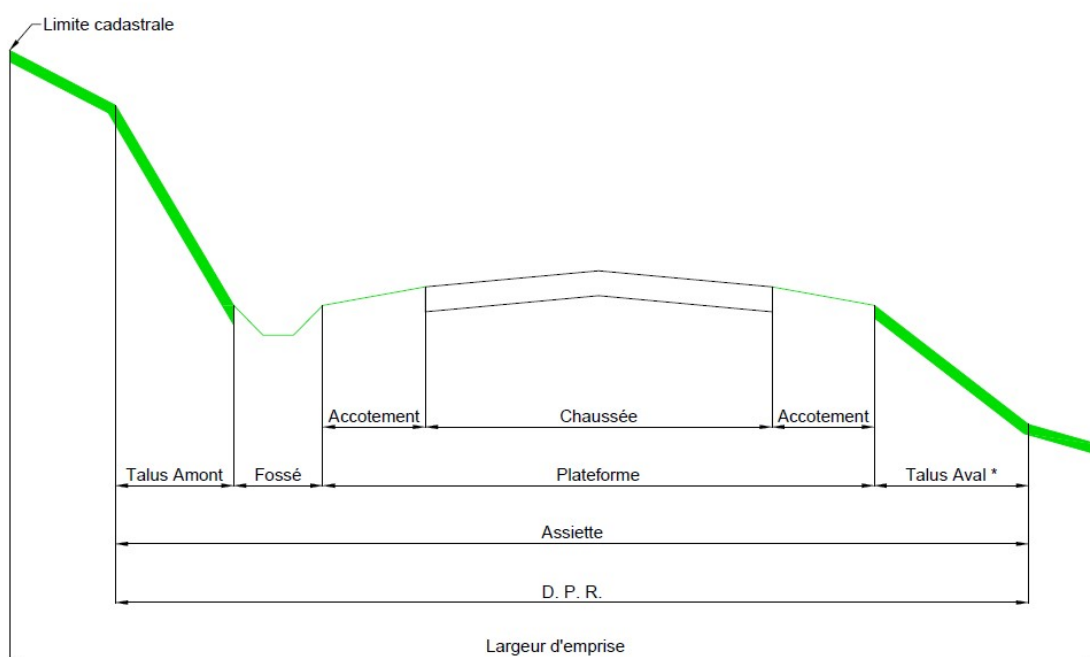 Limite cadastrale
Accotement
Chaussée
Accotement
Talus Amont
Fossé
Plateforme
Talus Aval *
Assiette
D. P. R.
Largeur d'emprise